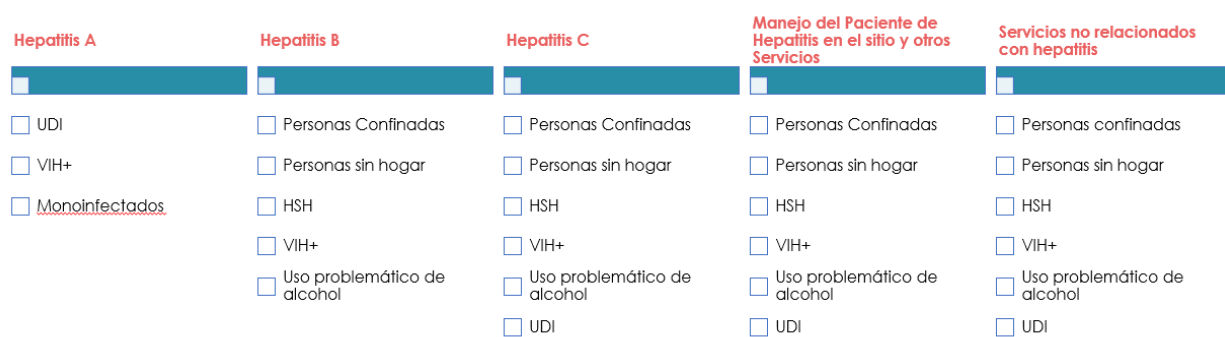 Hepatitis A
UDI
VIH+
Monoinfectados
Hepatitis B
Personas Confinadas
Personas sin hogar
HSH
VIH+
Uso problemático de
alcohol
Hepatitis C
Personas Confinadas
Personas sin hogar
HSH
VIH+
Uso problemático de
alcohol
UDI
Manejo del Paciente de
Hepatitis en el sitio y otros
Servicios
Personas Confinadas
Personas sin hogar
HSH
VIH+
Uso problemático de
alcohol
UDI
Servicios no relacionados
con hepatitis
Personas confinadas
Personas sin hogar
HSH
VIH+
Uso problemático de
alcohol
UDI